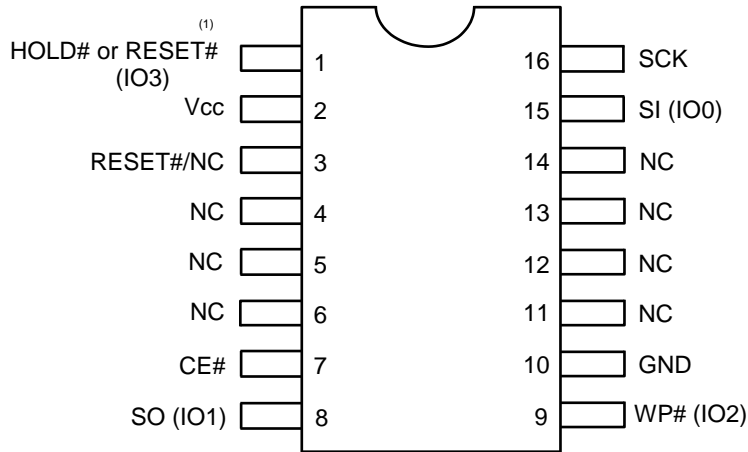 (1)
HOLD# or RESET# 1 16 SCK
(IO3)
Vcc 2 15 SI (IO0)
RESET#/NC 3 14 NC
NC 4 13 NC
NC 5 12 NC
NC 6 11 NC
CE# 7 10 GND
SO (IO1) 8 9 WP# (IO2)